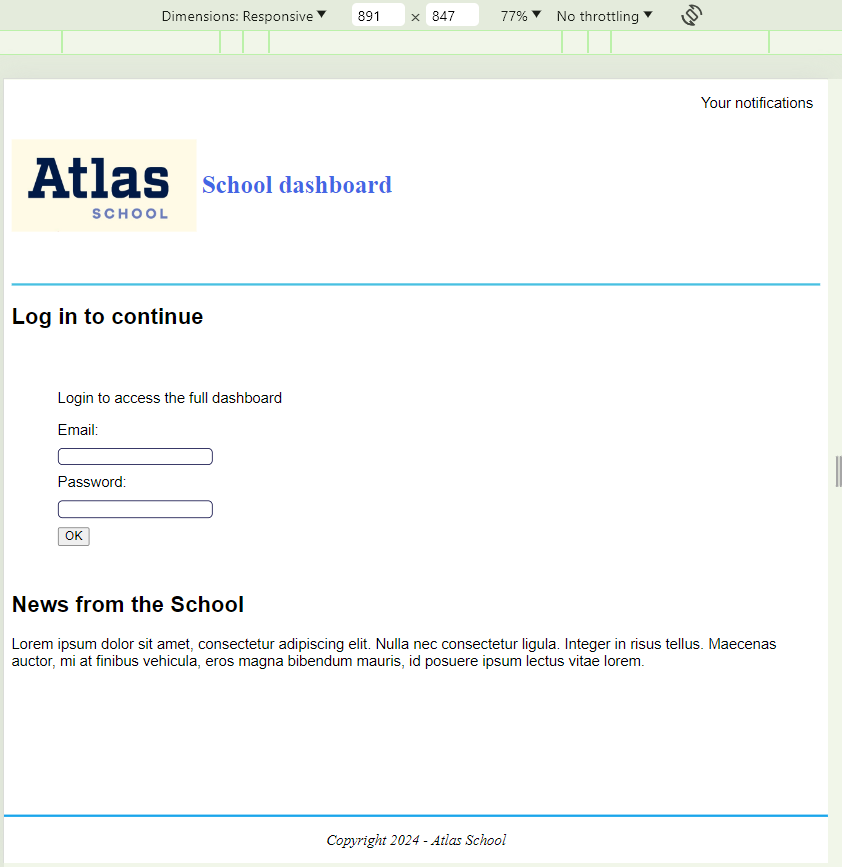 Dimensions: Responsive 891 × 847 77% No throttling
Your notifications
Atlas
SCHOOL
School dashboard
Log in to continue
Login to access the full dashboard
Email:
Password:
OK
News from the School
Lorem ipsum dolor sit amet, consectetur adipiscing elit. Nulla nec consectetur ligula. Integer in risus tellus. Maecenas
auctor, mi at finibus vehicula, eros magna bibendum mauris, id posuere ipsum lectus vitae lorem.
Copyright 2024 - Atlas School